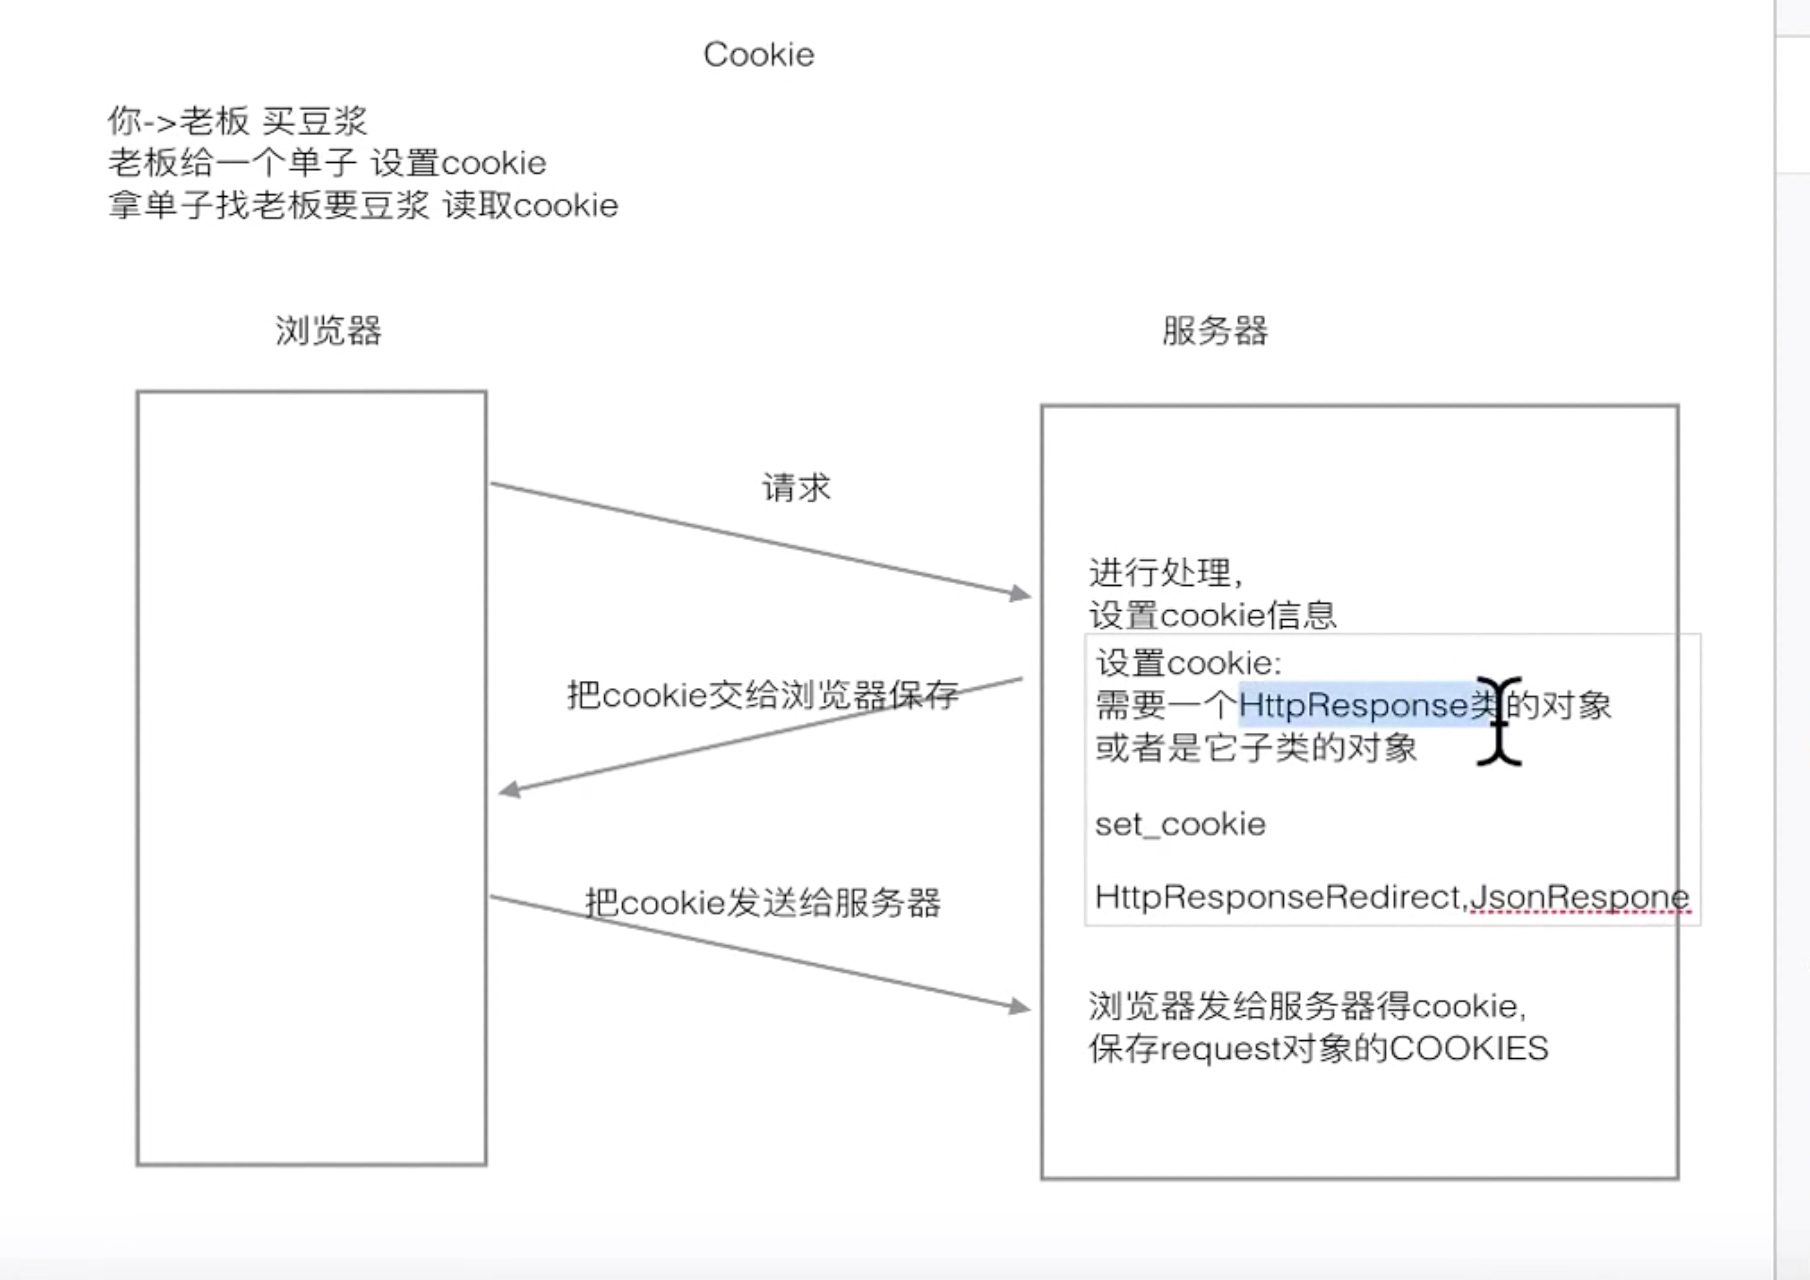 Cookie
你->老板 买豆浆
老板给一个单子 设置cookie
拿单子找老板要豆浆 读取cookie
浏览器
服务器
请求
进行处理,
设置cookie信息
设置cookie:
需要一个HttpResponse类的对象
或者是它子类的对象
把cookie交给浏览器保存
set_cookie
HttpResponseRedirect,JsonRespone
把cookie发送给服务器
浏览器发给服务器得cookie,
保存request对象的COOKIES